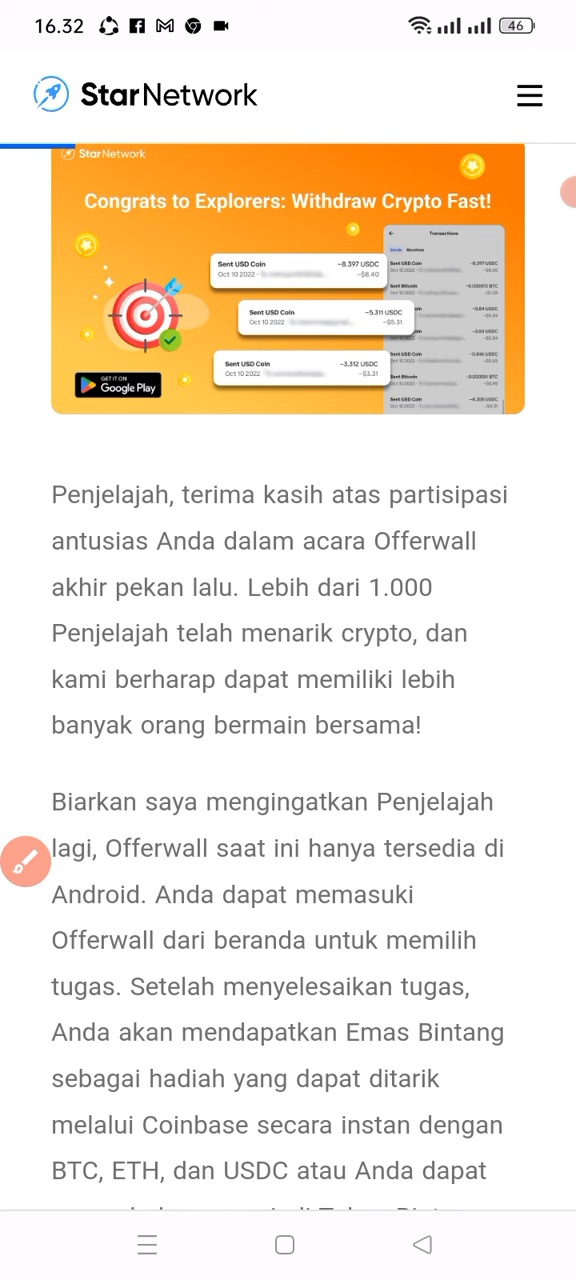 16.32
46
StarNetwork
StarNetwork
Congrats to Explorers: Withdraw Crypto Fast!
Transactions
Sent USD Coin
-8.397 USDC
Oct 10 2022
-$8.40
Sent USD Coin
-5.311 USDC
Oct 10 2022
-$5.31
Sent USD Coin
-3.312 USDC
Oct 10 2022
-$3.31
GET IT ON
Google Play
Penjelajah, terima kasih atas partisipasi
antusias Anda dalam acara Offerwall
akhir pekan lalu. Lebih dari 1.000
Penjelajah telah menarik crypto, dan
kami berharap dapat memiliki lebih
banyak orang bermain bersama!
Biarkan saya mengingatkan Penjelajah
lagi, Offerwall saat ini hanya tersedia di
Android. Anda dapat memasuki
Offerwall dari beranda untuk memilih
tugas. Setelah menyelesaikan tugas,
Anda akan mendapatkan Emas Bintang
sebagai hadiah yang dapat ditarik
melalui Coinbase secara instan dengan
BTC, ETH, dan USDC atau Anda dapat